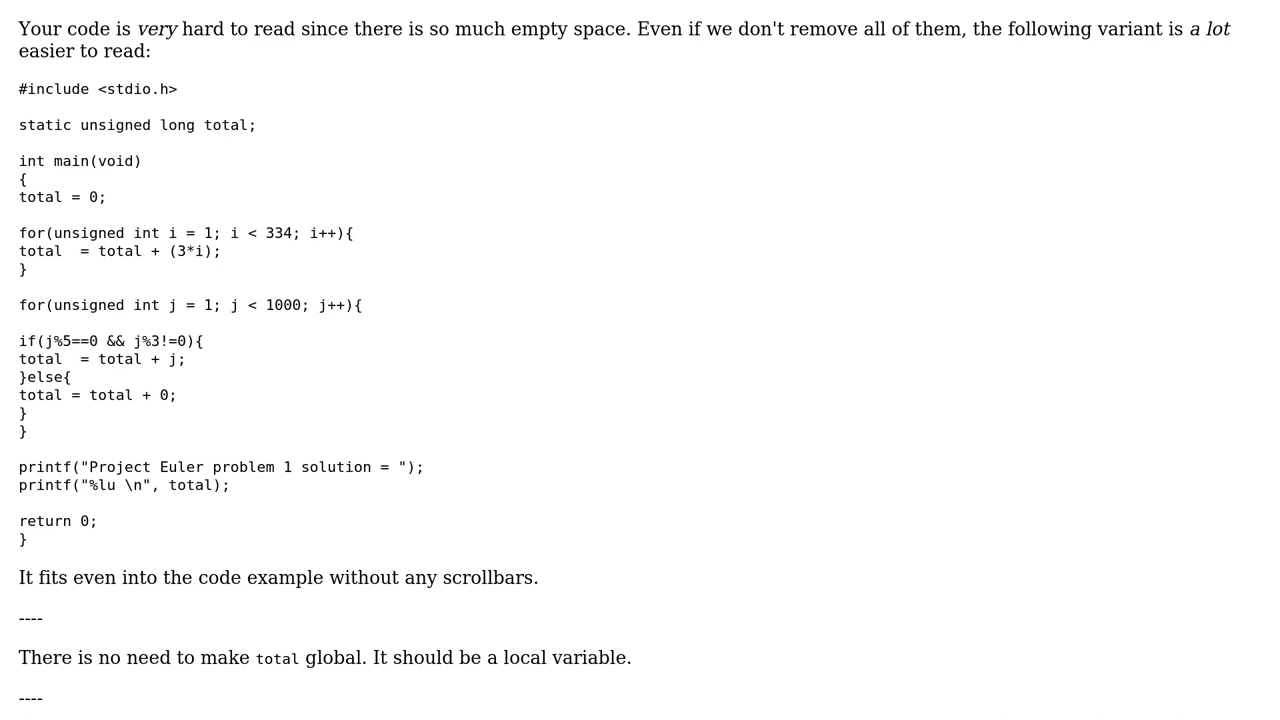 Your code is very hard to read since there is so much empty space. Even if we don't remove all of them, the following variant is a lot
easier to read:
#include <stdio.h>
static unsigned long total;
int main(void)
{
total = 0;
for(unsigned int i = 1; i < 334; i++){
total  = total + (3*i);
}
for(unsigned int j = 1; j < 1000; j++){
if(j%5==0 && j%3!=0){
total  = total + j;
}else{
total = total + 0;
}
}
printf("Project Euler problem 1 solution = ");
printf("%lu \n", total);
return 0;
}
It fits even into the code example without any scrollbars.
----
There is no need to make total global. It should be a local variable.
----